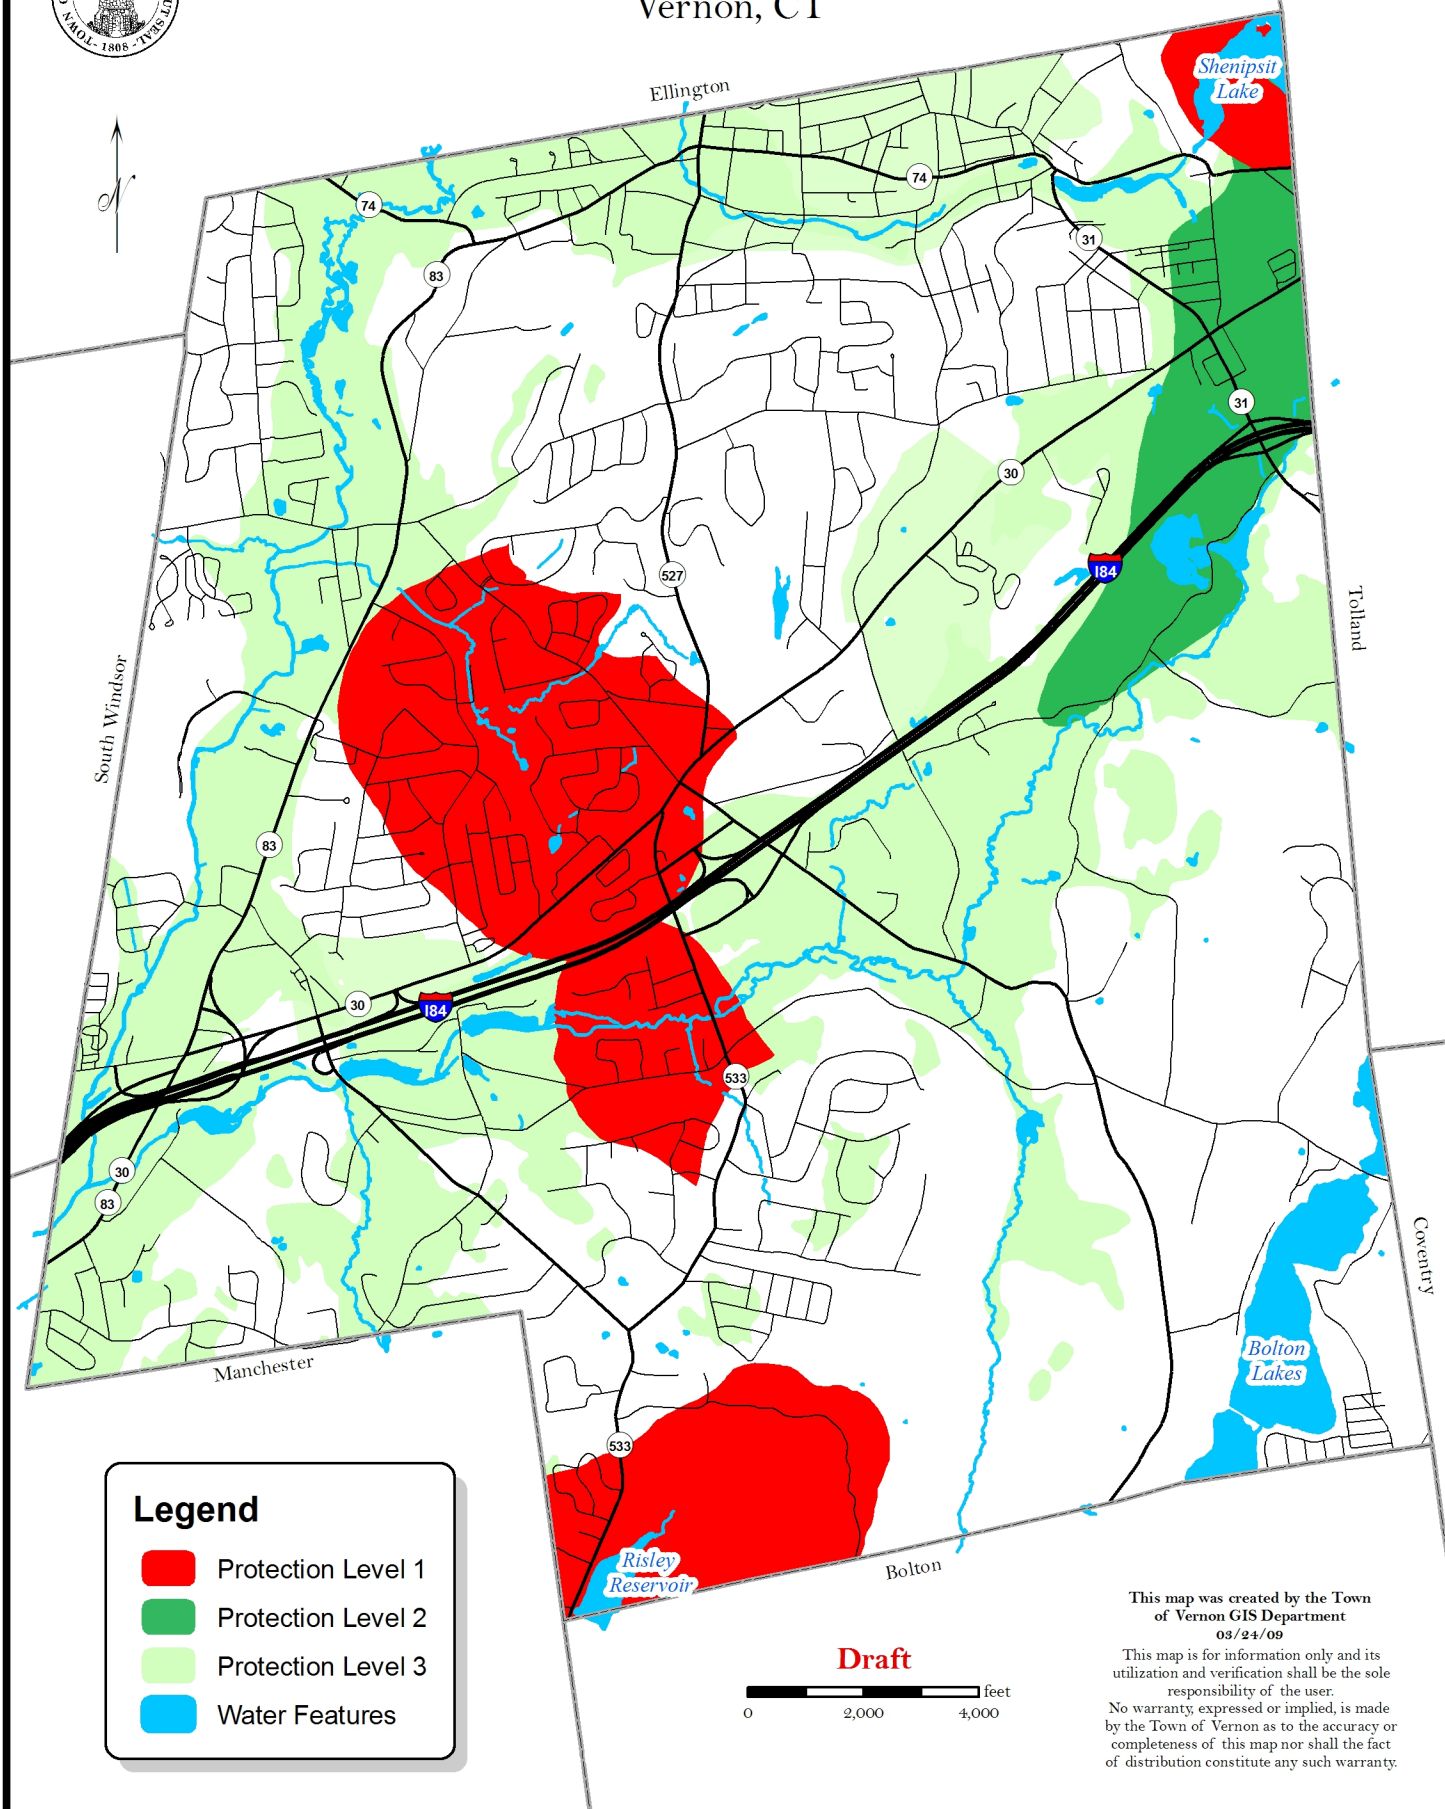 Vernon, CT
TOWN
- 1808 -
UT SEAL
N
Ellington
Shenipsit
Lake
74
74
31
83
31
30
527
I84
Tolland
South Windsor
83
30
I84
533
30
83
Coventry
Manchester
Bolton
Lakes
533
Risley
Reservoir
Bolton
Legend
Protection Level 1
Protection Level 2
Protection Level 3
Water Features
Draft
feet
0 2,000 4,000
This map was created by the Town
of Vernon GIS Department
03/24/09
This map is for information only and its
utilization and verification shall be the sole
responsibility of the user.
No warranty, expressed or implied, is made
by the Town of Vernon as to the accuracy or
completeness of this map nor shall the fact
of distribution constitute any such warranty.